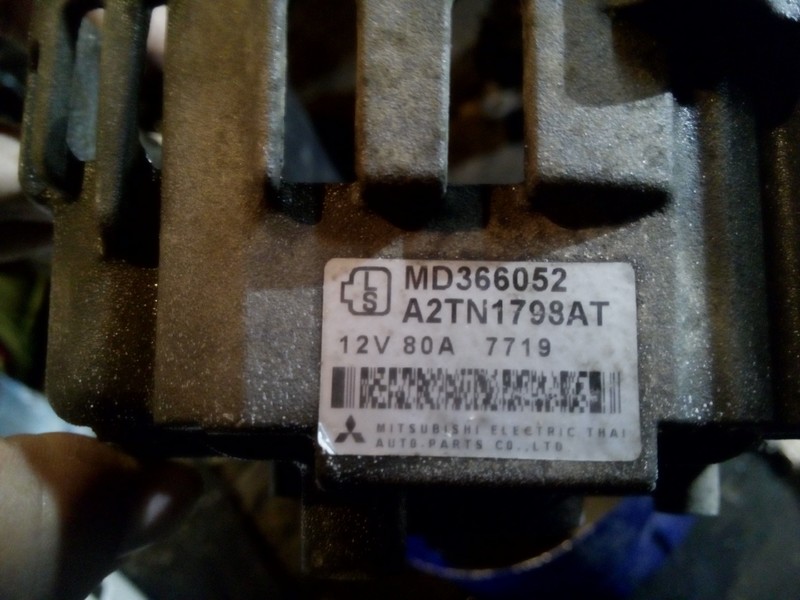 L
S
MD366052
A2TN1798AT
12V 80A 7719
MITSUBISHI ELECTRIC THAI
AUTO-PARTS CO.,LTD